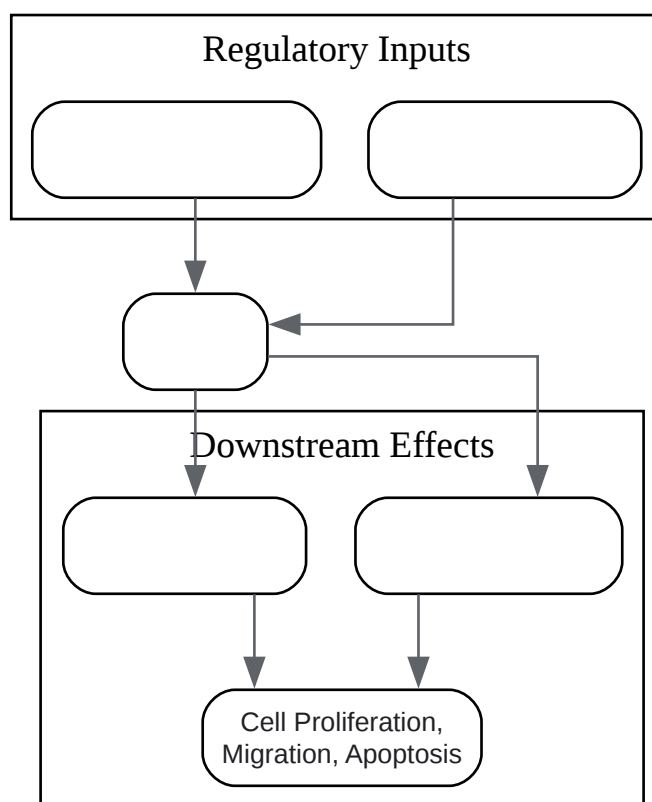 Regulatory Inputs
Downstream Effects
Cell Proliferation,
Migration, Apoptosis